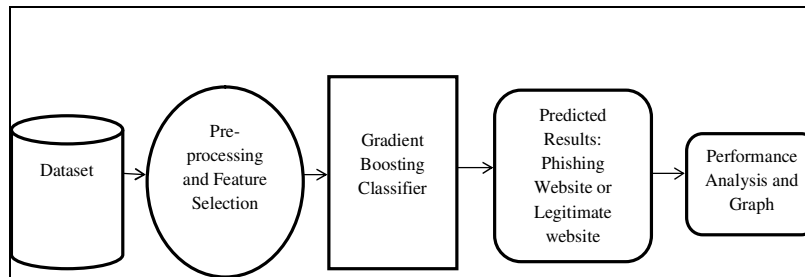 Dataset
Pre-
processing
and Feature
Selection
Gradient
Boosting
Classifier
Predicted
Results:
Phishing
Website or
Legitimate
website
Performance
Analysis and
Graph